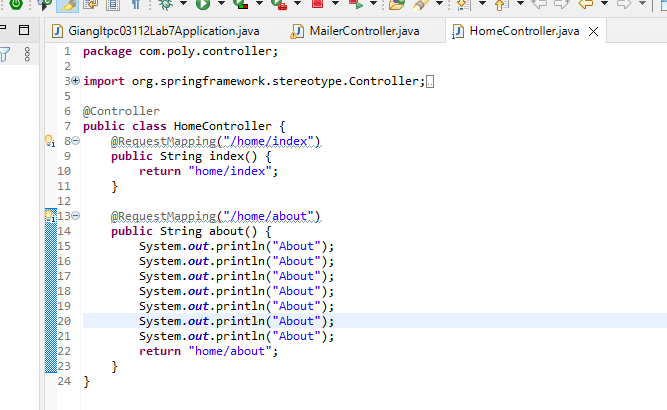 Giangltpc03112Lab7Application.java
MailerController.java
HomeController.java
1 package com.poly.controller;
2
3 import org.springframework.stereotype.Controller;
5
6 @Controller
7 public class HomeController {
8 @RequestMapping("/home/index")
9 public String index() {
10 return "home/index";
11 }
12
13 @RequestMapping("/home/about")
14 public String about() {
15 System.out.println("About");
16 System.out.println("About");
17 System.out.println("About");
18 System.out.println("About");
19 System.out.println("About");
20 System.out.println("About");
21 System.out.println("About");
22 return "home/about";
23 }
24 }